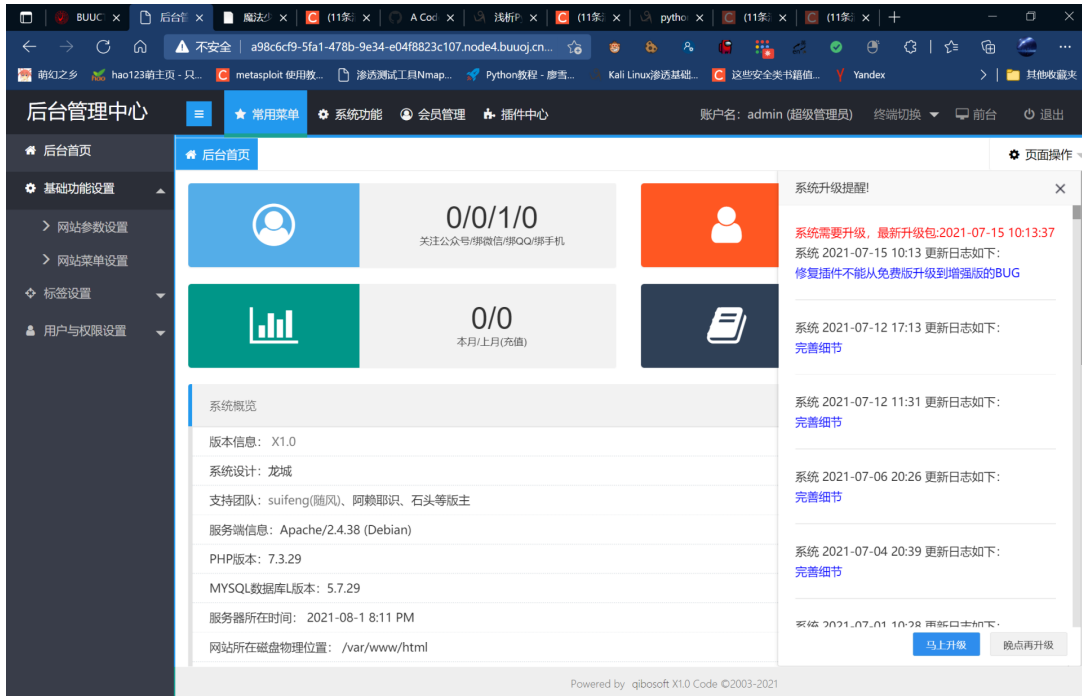 BUUC
后台管
魔法少
(11条消
A Cod
浅析P
(11条
pytho
(11条
(11条
不安全 a98c6cf9-5fa1-478b-9e34-e04f8823c107.node4.buuoj.cn...
萌幻之乡 hao123萌主页 - 只... metasploit 使用教... 渗透测试工具Nmap... Python教程 - 廖雪... Kali Linux渗透基础... 这些安全类书籍值... Yandex 其他收藏夹
后台管理中心 常用菜单 系统功能 会员管理 插件中心 账户名：admin (超级管理员) 终端切换 前台 退出
后台首页
基础功能设置
网站参数设置
网站菜单设置
标签设置
用户与权限设置
后台首页 页面操作
0/0/1/0
关注公众号/绑微信/绑QQ/绑手机
0/0
本月/上月(充值)
系统概览
版本信息： X1.0
系统设计：龙城
支持团队：suifeng(随风)、阿赖耶识、石头等版主
服务端信息：Apache/2.4.38 (Debian)
PHP版本：7.3.29
MYSQL数据库L版本：5.7.29
服务器所在时间： 2021-08-1 8:11 PM
网站所在磁盘物理位置： /var/www/html
系统升级提醒!
系统需要升级，最新升级包:2021-07-15 10:13:37
系统 2021-07-15 10:13 更新日志如下：
修复插件不能从免费版升级到增强版的BUG
系统 2021-07-12 17:13 更新日志如下：
完善细节
系统 2021-07-12 11:31 更新日志如下：
完善细节
系统 2021-07-06 20:26 更新日志如下：
完善细节
系统 2021-07-04 20:39 更新日志如下：
完善细节
系统 2021-07-01 10:28 更新日志如下：
马上升级 晚点再升级
Powered by qibosoft X1.0 Code ©2003-2021